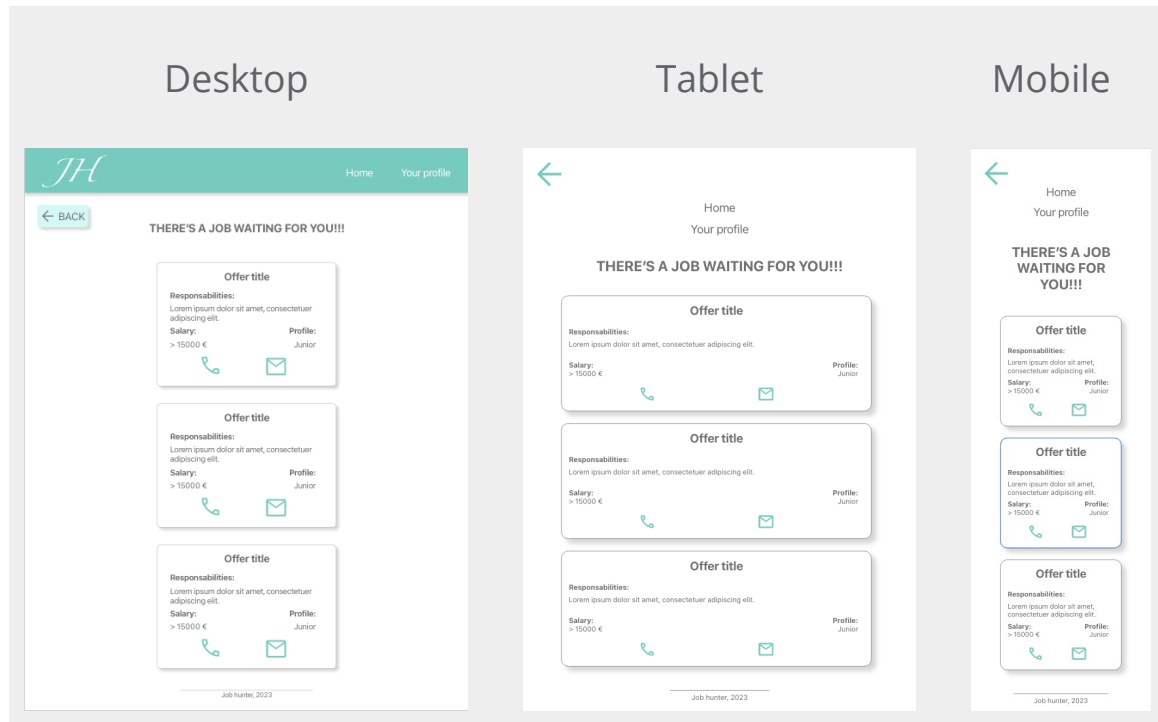 Desktop
Tablet
Mobile
JH
Home
Your profile
BACK
THERE'S A JOB WAITING FOR YOU!!!
Offer title
Responsabilities:
Lorem ipsum dolor sit amet, consectetuer
adipiscing elit.
Salary:
Profile:
> 15000 €
Junior
Offer title
Responsabilities:
Lorem ipsum dolor sit amet, consectetuer
adipiscing elit.
Salary:
Profile:
> 15000 €
Junior
Offer title
Responsabilities:
Lorem ipsum dolor sit amet, consectetuer
adipiscing elit.
Salary:
Profile:
> 15000 €
Junior
Job hunter, 2023
Home
Your profile
THERE'S A JOB WAITING FOR YOU!!!
Offer title
Responsabilities:
Lorem ipsum dolor sit amet, consectetuer adipiscing elit.
Salary:
Profile:
> 15000 €
Junior
Offer title
Responsabilities:
Lorem ipsum dolor sit amet, consectetuer adipiscing elit.
Salary:
Profile:
> 15000 €
Junior
Offer title
Responsabilities:
Lorem ipsum dolor sit amet, consectetuer adipiscing elit.
Salary:
Profile:
> 15000 €
Junior
Job hunter, 2023
Home
Your profile
THERE'S A JOB
WAITING FOR
YOU!!!
Offer title
Responsabilities:
Lorem ipsum dolor sit amet,
consectetuer adipiscing elit.
Salary:
Profile:
> 15000 €
Junior
Offer title
Responsabilities:
Lorem ipsum dolor sit amet,
consectetuer adipiscing elit.
Salary:
Profile:
> 15000 €
Junior
Offer title
Responsabilities:
Lorem ipsum dolor sit amet,
consectetuer adipiscing elit.
Salary:
Profile:
> 15000 €
Junior
Job hunter, 2023